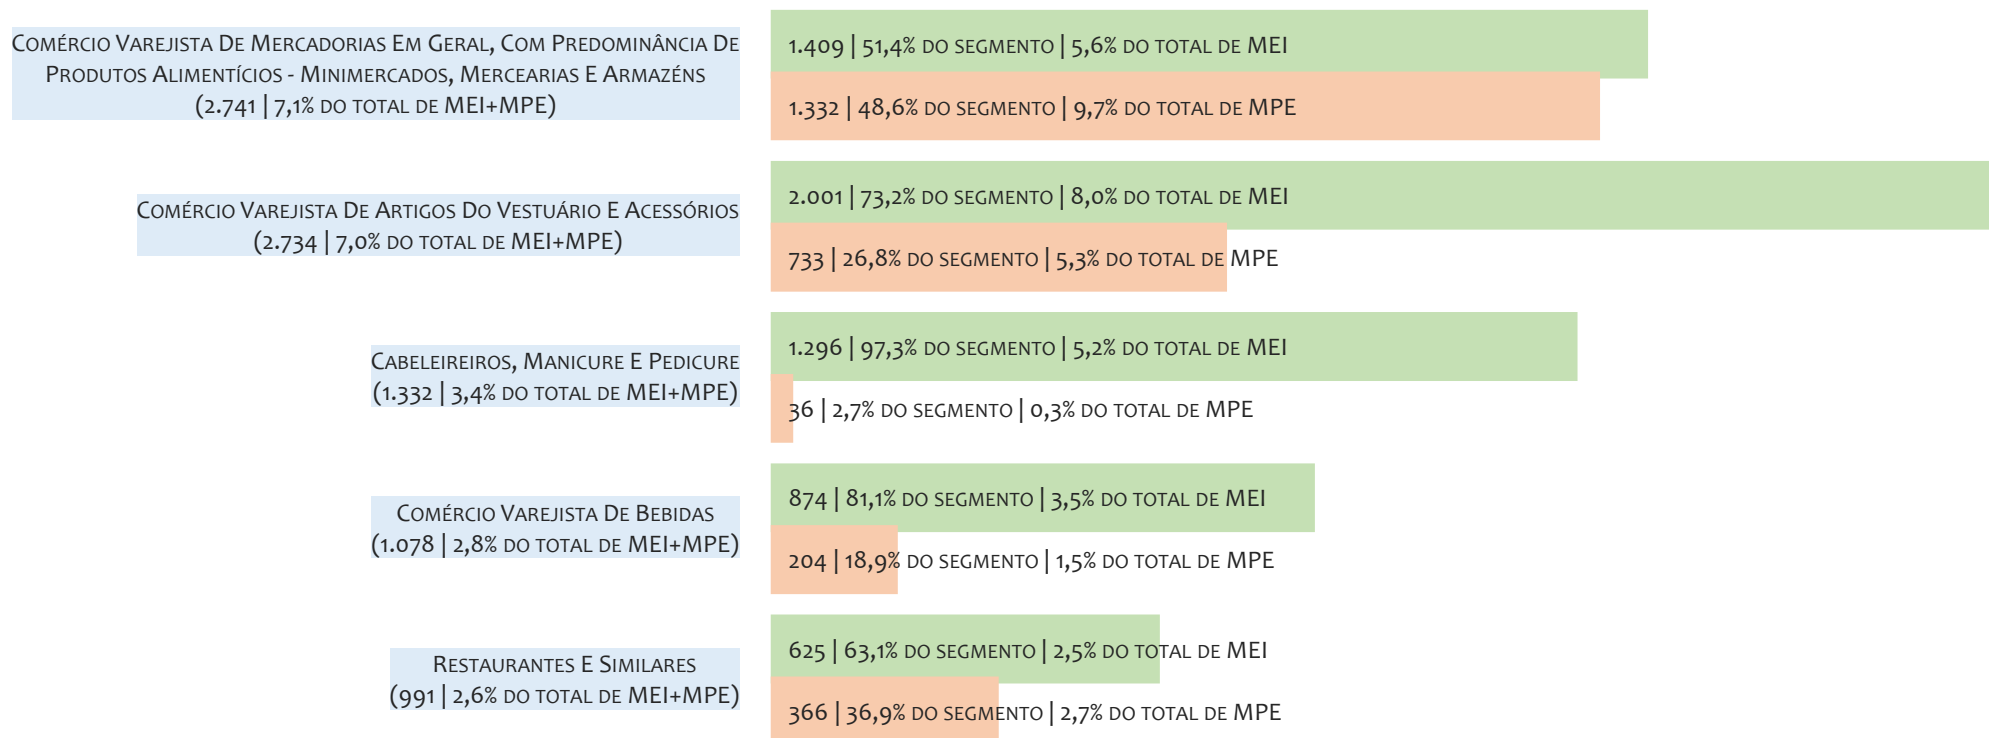 Comércio Varejista De Mercadorias Em Geral, Com Predominância De
Produtos Alimentícios - Minimercados, Mercearias E Armazéns
(2.741 | 7,1% do total de MEI+MPE)
1.409 | 51,4% do segmento | 5,6% do total de MEI
1.332 | 48,6% do segmento | 9,7% do total de MPE
Comércio Varejista De Artigos Do Vestuário E Acessórios
(2.734 | 7,0% do total de MEI+MPE)
2.001 | 73,2% do segmento | 8,0% do total de MEI
733 | 26,8% do segmento | 5,3% do total de MPE
Cabeleireiros, Manicure E Pedicure
(1.332 | 3,4% do total de MEI+MPE)
1.296 | 97,3% do segmento | 5,2% do total de MEI
36 | 2,7% do segmento | 0,3% do total de MPE
Comércio Varejista De Bebidas
(1.078 | 2,8% do total de MEI+MPE)
874 | 81,1% do segmento | 3,5% do total de MEI
204 | 18,9% do segmento | 1,5% do total de MPE
Restaurantes E Similares
(991 | 2,6% do total de MEI+MPE)
625 | 63,1% do segmento | 2,5% do total de MEI
366 | 36,9% do segmento | 2,7% do total de MPE